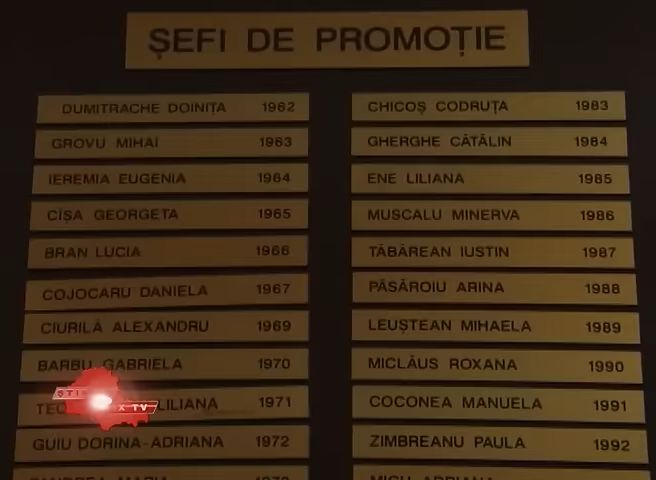 ȘEFI DE PROMOȚIE
DUMITRACHE DOINIȚA 1962
GROVU MIHAI 1963
IEREMIA EUGENIA 1964
CÎȘA GEORGETA 1965
BRAN LUCIA 1966
COJOCARU DANIELA 1967
CIURILĂ ALEXANDRU 1969
BARBU GABRIELA 1970
LILIANA 1971
GUIU DORINA-ADRIANA 1972
CHICOȘ CODRUȚA 1983
GHERGHE CĂTĂLIN 1984
ENE LILIANA 1985
MUSCALU MINERVA 1986
TĂBĂREAN IUSTIN 1987
PĂSĂROIU ARINA 1988
LEUȘTEAN MIHAELA 1989
MICLĂUS ROXANA 1990
COCONEA MANUELA 1991
ZIMBREANU PAULA 1992
X TV